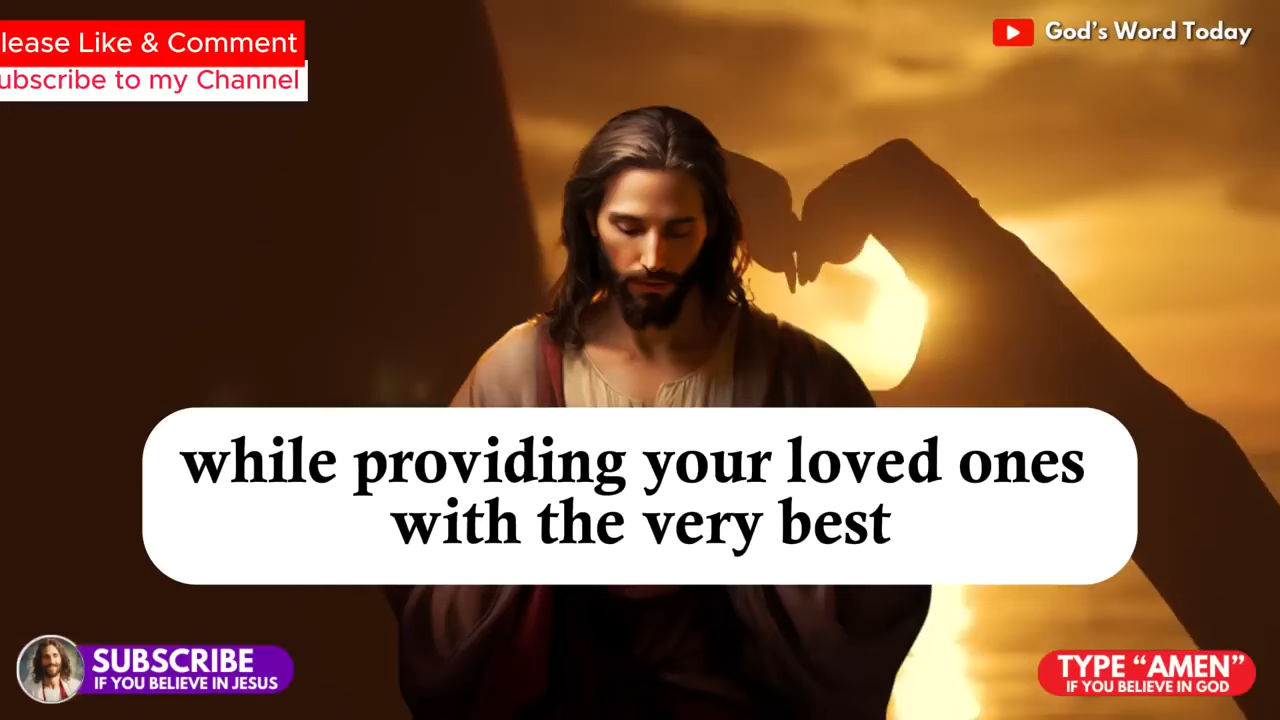 lease Like & Comment
ubscribe to my Channel
God's Word Today
while providing your loved ones
with the very best
SUBSCRIBE
IF YOU BELIEVE IN JESUS
TYPE “AMEN”
IF YOU BELIEVE IN GOD